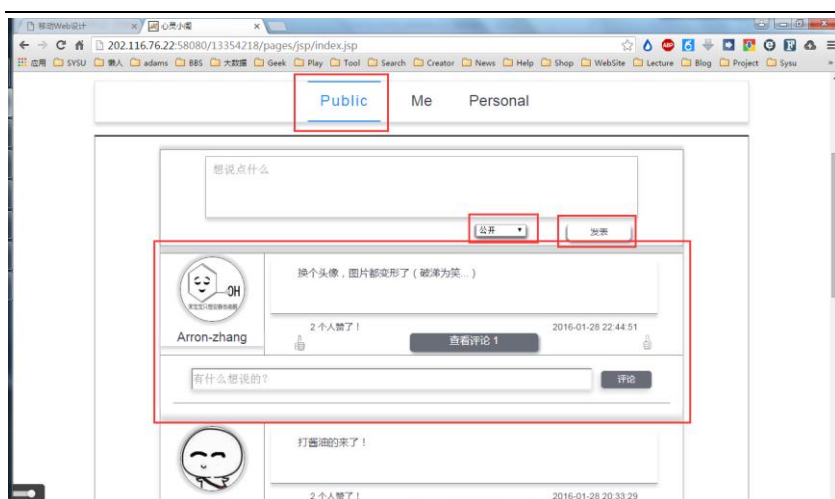 移动Web设计
心灵小窝
202.116.76.22:58080/13354218/pages/jsp/index.jsp
应用 SYSU 懒人 adams BBS 大数据 Geek Play Tool Search Creator News Help Shop WebSite Lecture Blog Project Sysu
Public Me Personal
想说点什么
公开 发表
换个头像，图片都变形了（破涕为笑...）
OH
Arron-zhang
2 个人赞了！ 查看评论 1 2016-01-28 22:44:51
有什么想说的? 评论
打酱油的来了！
2 个人赞了！ 2016-01-28 20:33:29